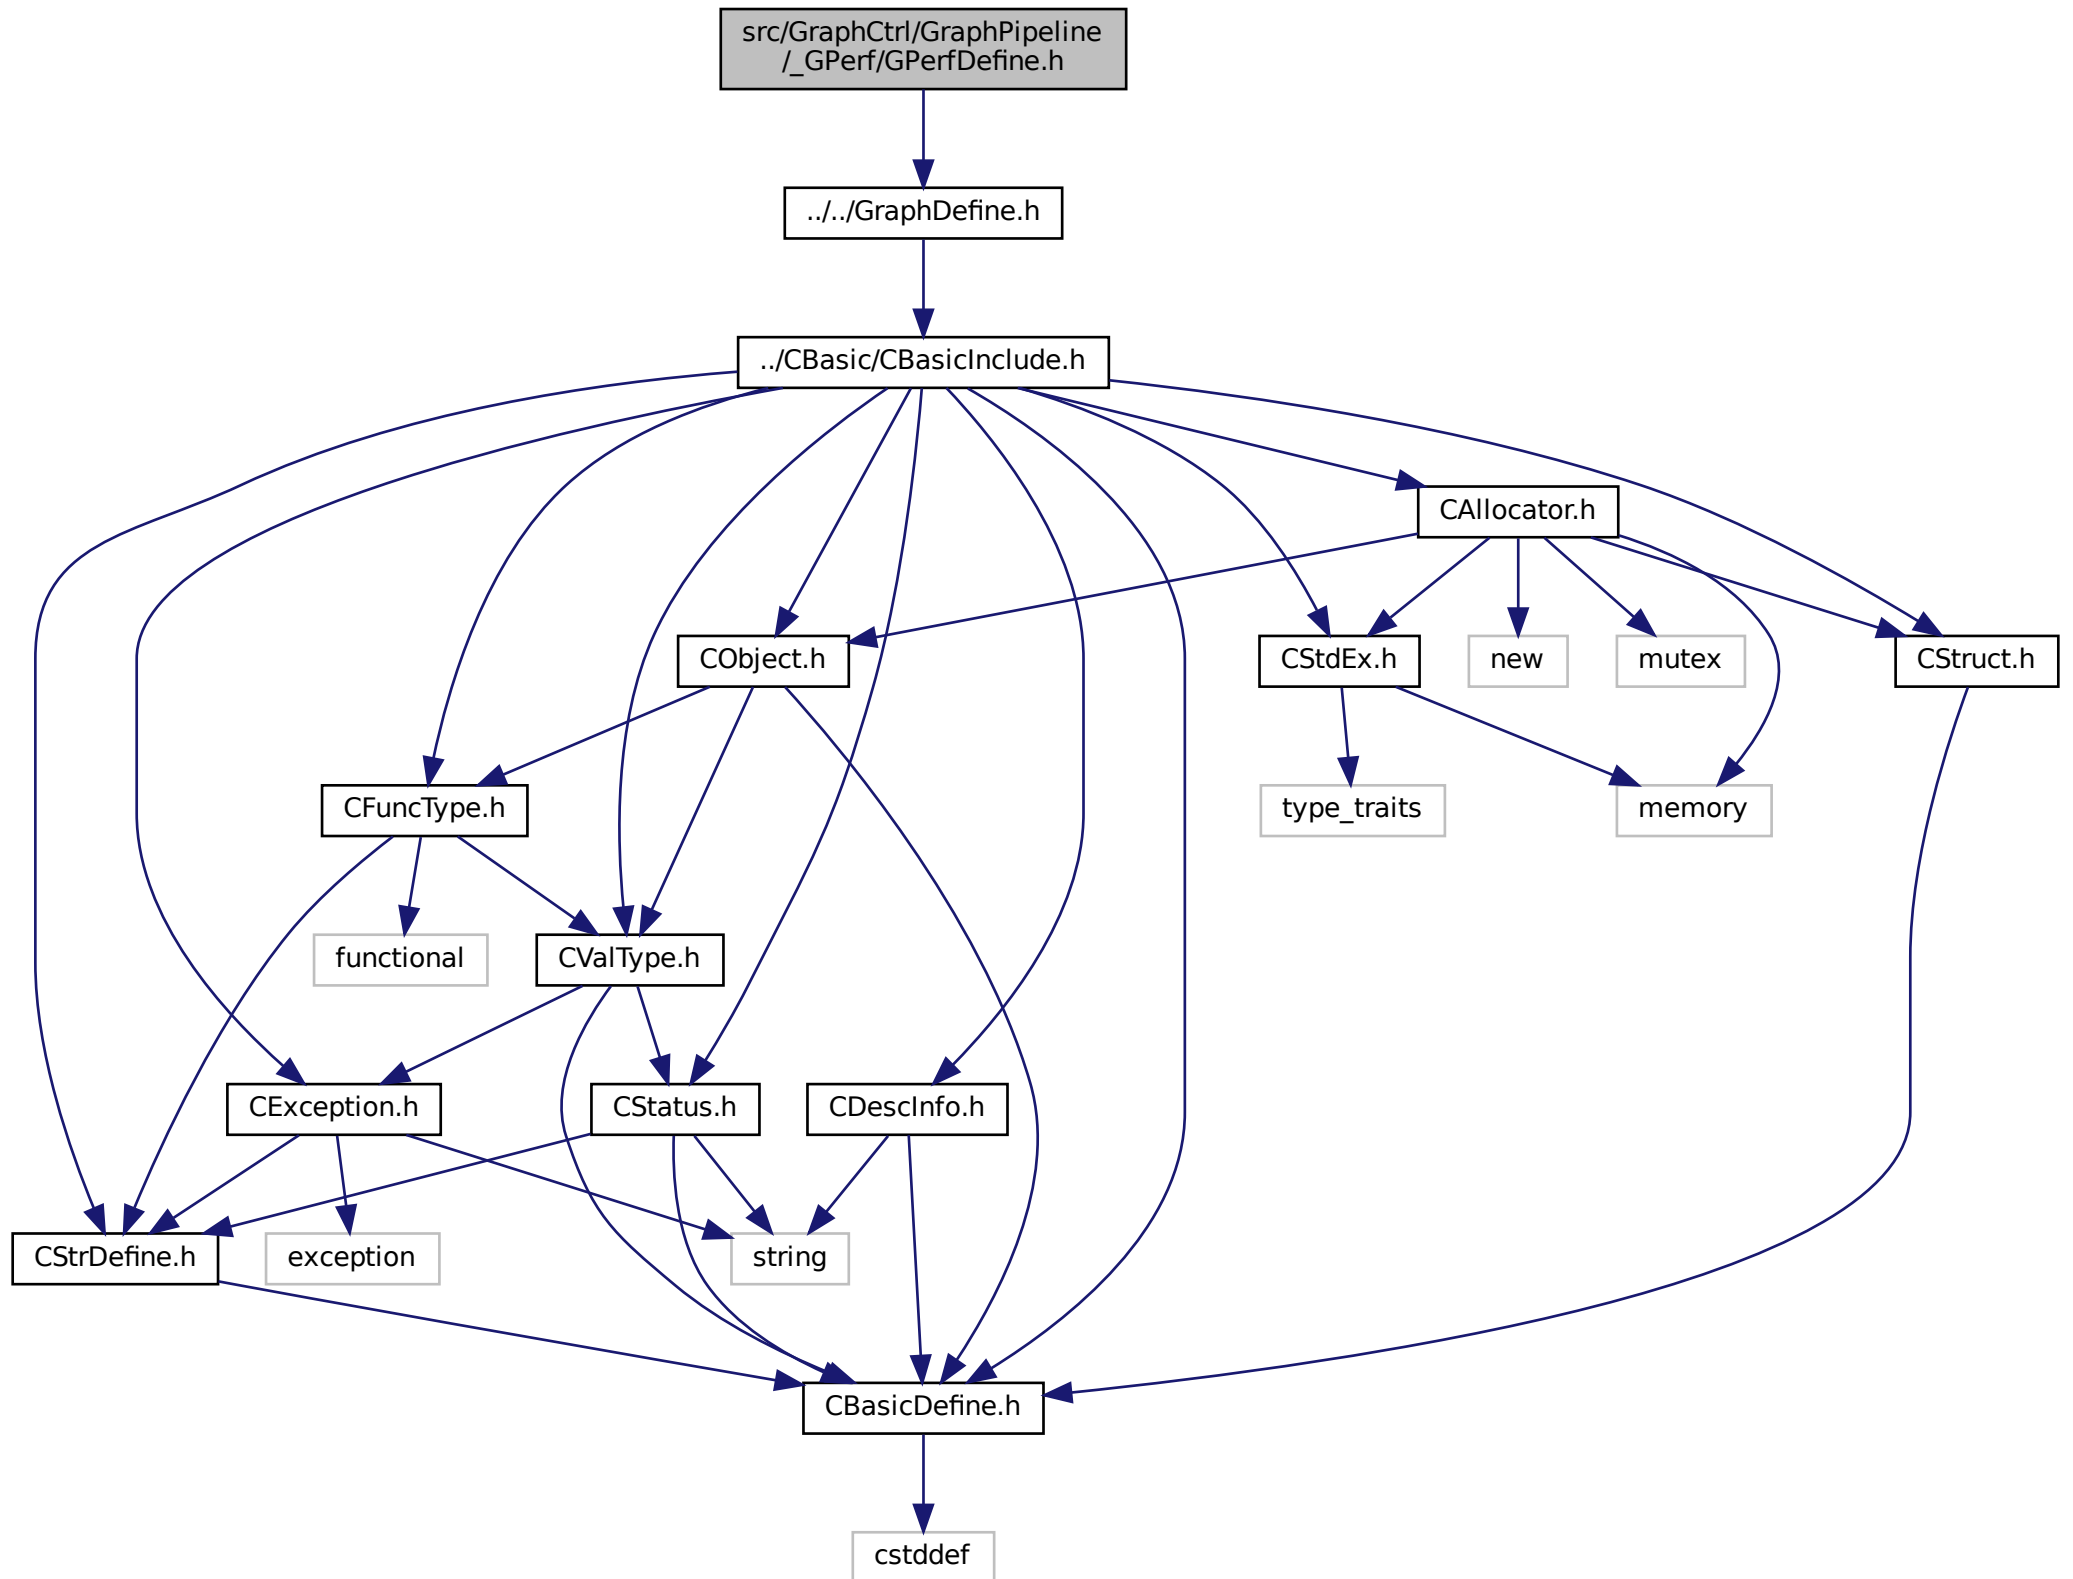 src/GraphCtrl/GraphPipeline
/_GPerf/GPerfDefine.h
../../GraphDefine.h
../CBasic/CBasicInclude.h
CAllocator.h
CObject.h
CStdEx.h
new
mutex
CStruct.h
CFuncType.h
type_traits
memory
functional
CValType.h
CException.h
CStatus.h
CDescInfo.h
CStrDefine.h
exception
string
CBasicDefine.h
cstddef